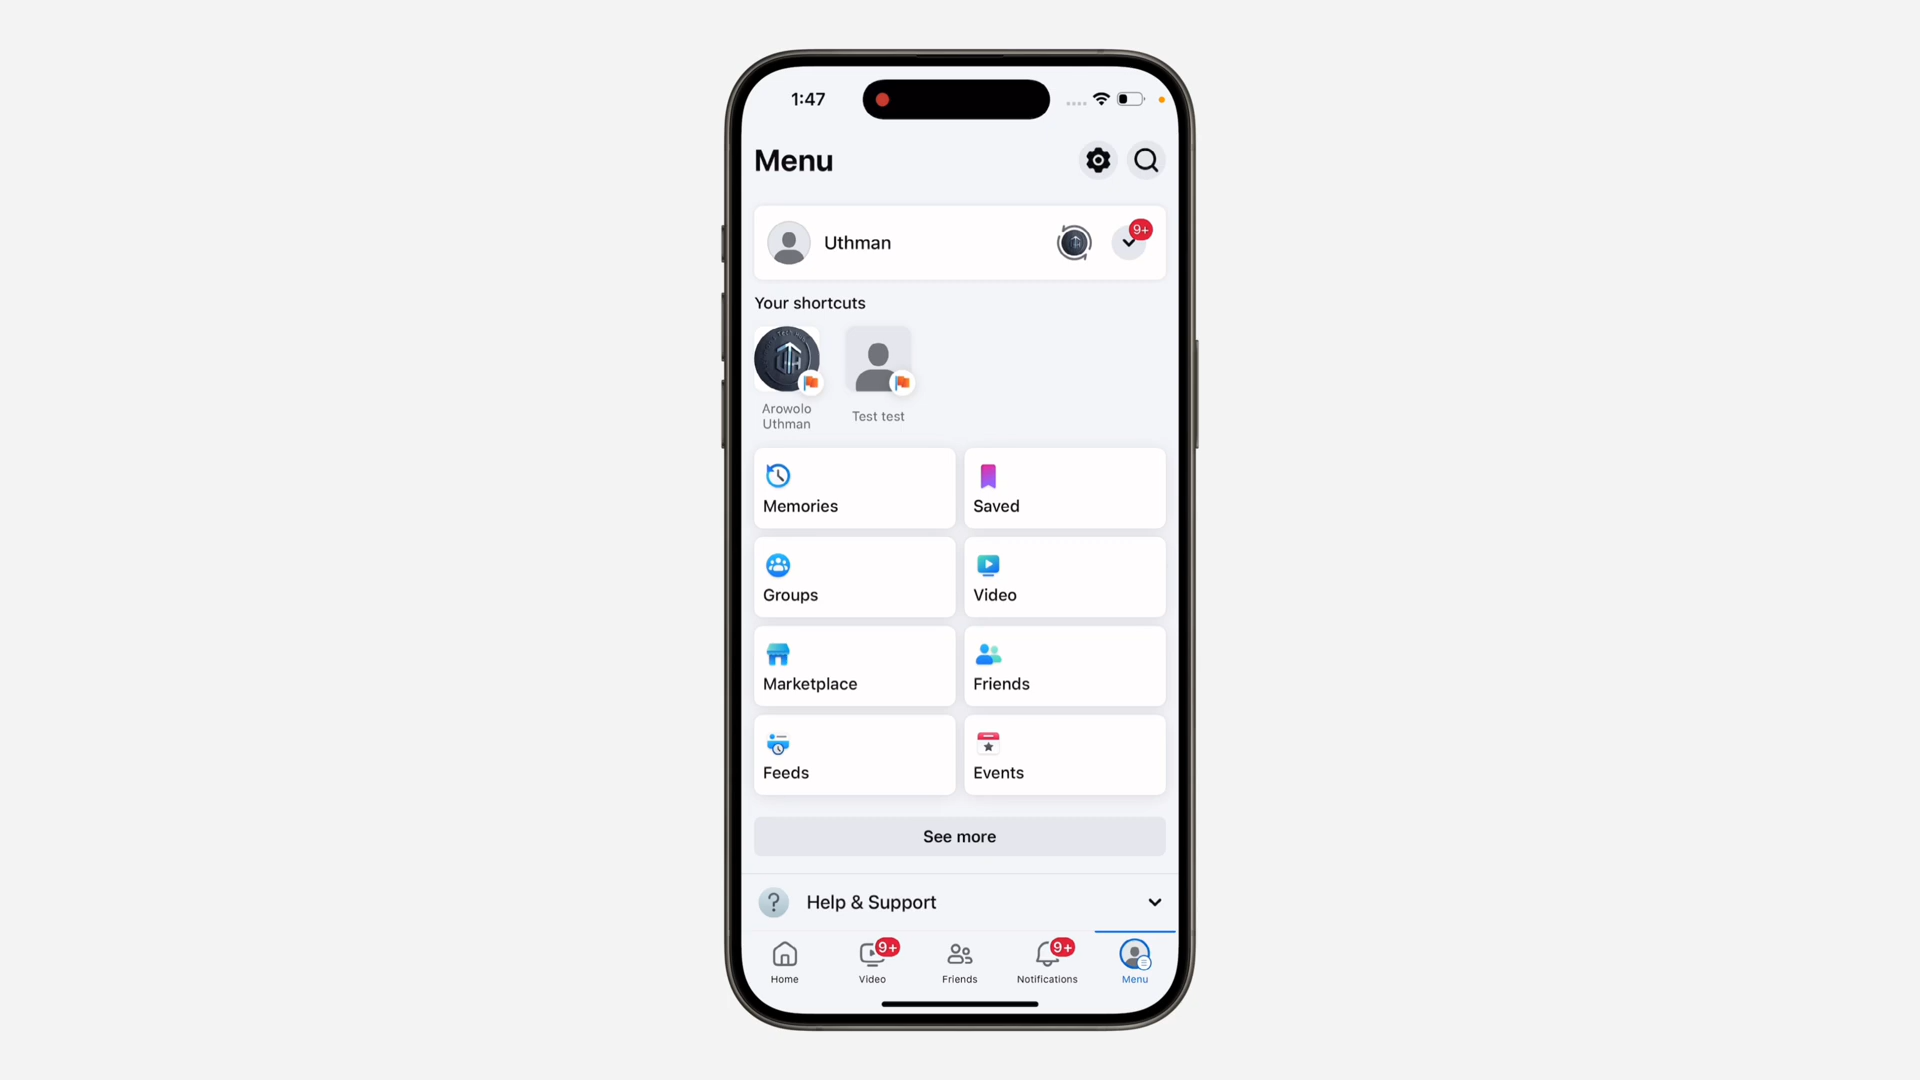 1:47
Menu
Uthman
9+
Your shortcuts
Arowolo
Uthman
Test test
Memories
Saved
Groups
Video
Marketplace
Friends
Feeds
Events
See more
? Help & Support
9+
9+
Home
Video
Friends
Notifications
Menu